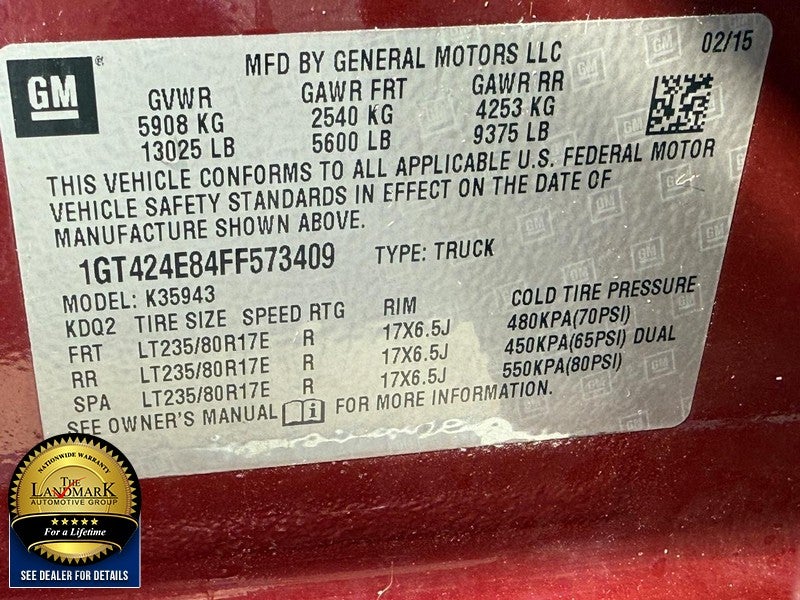 GM
MFD BY GENERAL MOTORS LLC 02/15
GVWR GAWR FRT GAWR RR
5908 KG 2540 KG 4253 KG
13025 LB 5600 LB 9375 LB
THIS VEHICLE CONFORMS TO ALL APPLICABLE U.S. FEDERAL MOTOR
VEHICLE SAFETY STANDARDS IN EFFECT ON THE DATE OF
MANUFACTURE SHOWN ABOVE.
1GT424E84FF573409 TYPE: TRUCK
MODEL: K35943
KDQ2 TIRE SIZE SPEED RTG RIM COLD TIRE PRESSURE
FRT LT235/80R17E R 17X6.5J 480KPA(70PSI)
RR LT235/80R17E R 17X6.5J 450KPA(65PSI) DUAL
SPA LT235/80R17E R 17X6.5J 550KPA(80PSI)
SEE OWNER'S MANUAL i FOR MORE INFORMATION.
NATIONWIDE WARRANTY
THE
LANDMARK
AUTOMOTIVE GROUP
For a Lifetime
SEE DEALER FOR DETAILS